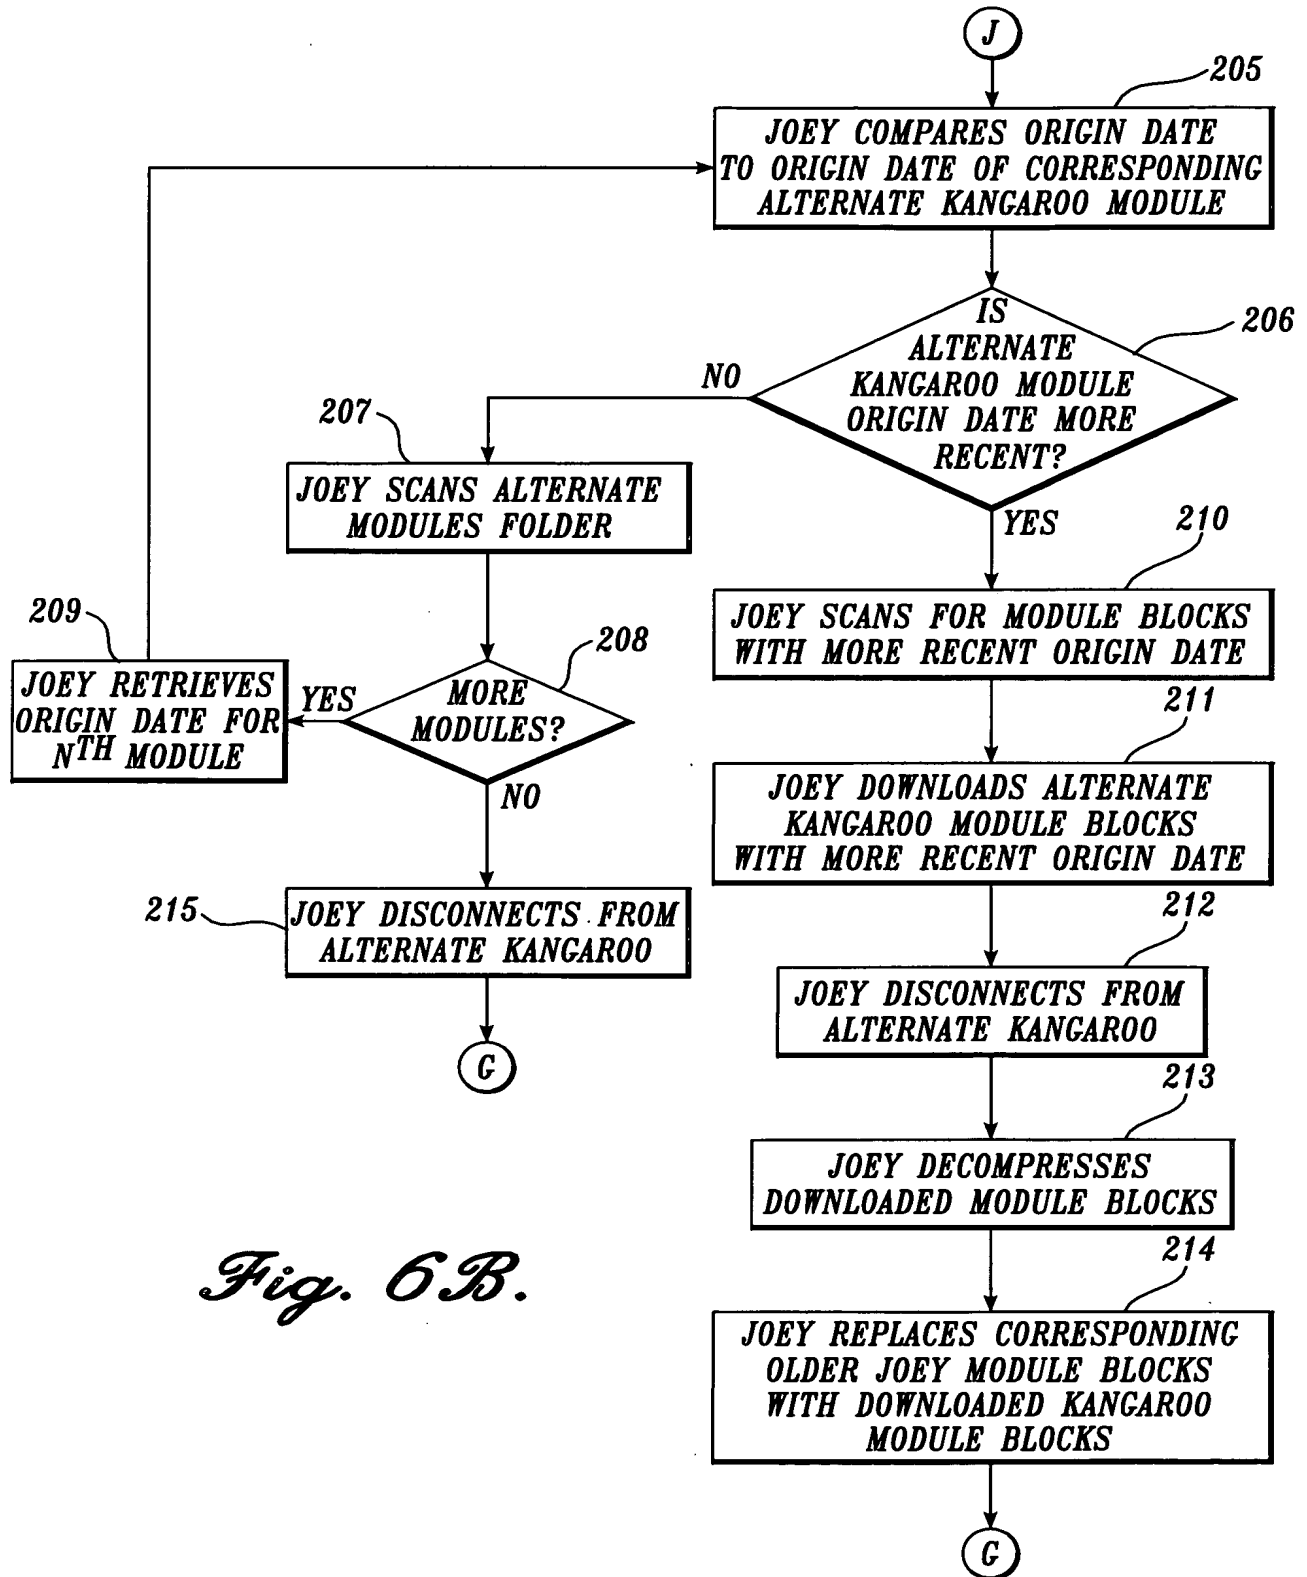 J
205
JOEY COMPARES ORIGIN DATE
TO ORIGIN DATE OF CORRESPONDING
ALTERNATE KANGAROO MODULE
206
IS
ALTERNATE
KANGAROO MODULE
ORIGIN DATE MORE
RECENT?
NO
YES
207
JOEY SCANS ALTERNATE
MODULES FOLDER
208
MORE
MODULES?
YES
NO
209
JOEY RETRIEVES
ORIGIN DATE FOR
NTH MODULE
215
JOEY DISCONNECTS FROM
ALTERNATE KANGAROO
G
210
JOEY SCANS FOR MODULE BLOCKS
WITH MORE RECENT ORIGIN DATE
211
JOEY DOWNLOADS ALTERNATE
KANGAROO MODULE BLOCKS
WITH MORE RECENT ORIGIN DATE
212
JOEY DISCONNECTS FROM
ALTERNATE KANGAROO
213
JOEY DECOMPRESSES
DOWNLOADED MODULE BLOCKS
214
JOEY REPLACES CORRESPONDING
OLDER JOEY MODULE BLOCKS
WITH DOWNLOADED KANGAROO
MODULE BLOCKS
G
Fig. 6B.